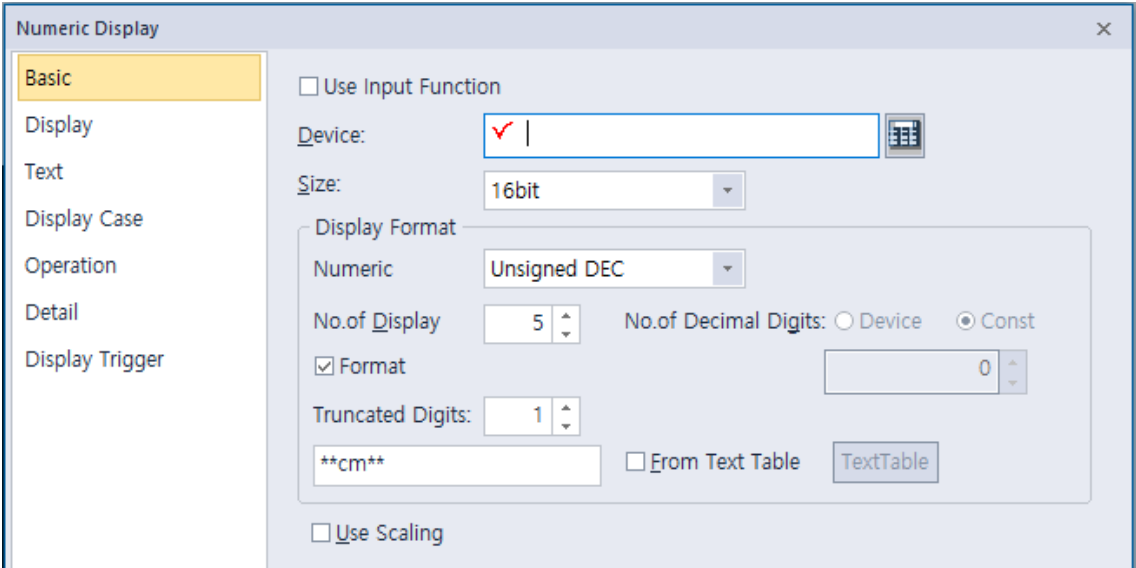 Numeric Display
Basic
Display
Text
Display Case
Operation
Detail
Display Trigger
Use Input Function
Device:
Size:
16bit
Display Format
Numeric
Unsigned DEC
No.of Display
5
No.of Decimal Digits:
Device
Const
Format
0
Truncated Digits:
1
**cm**
From Text Table
TextTable
Use Scaling